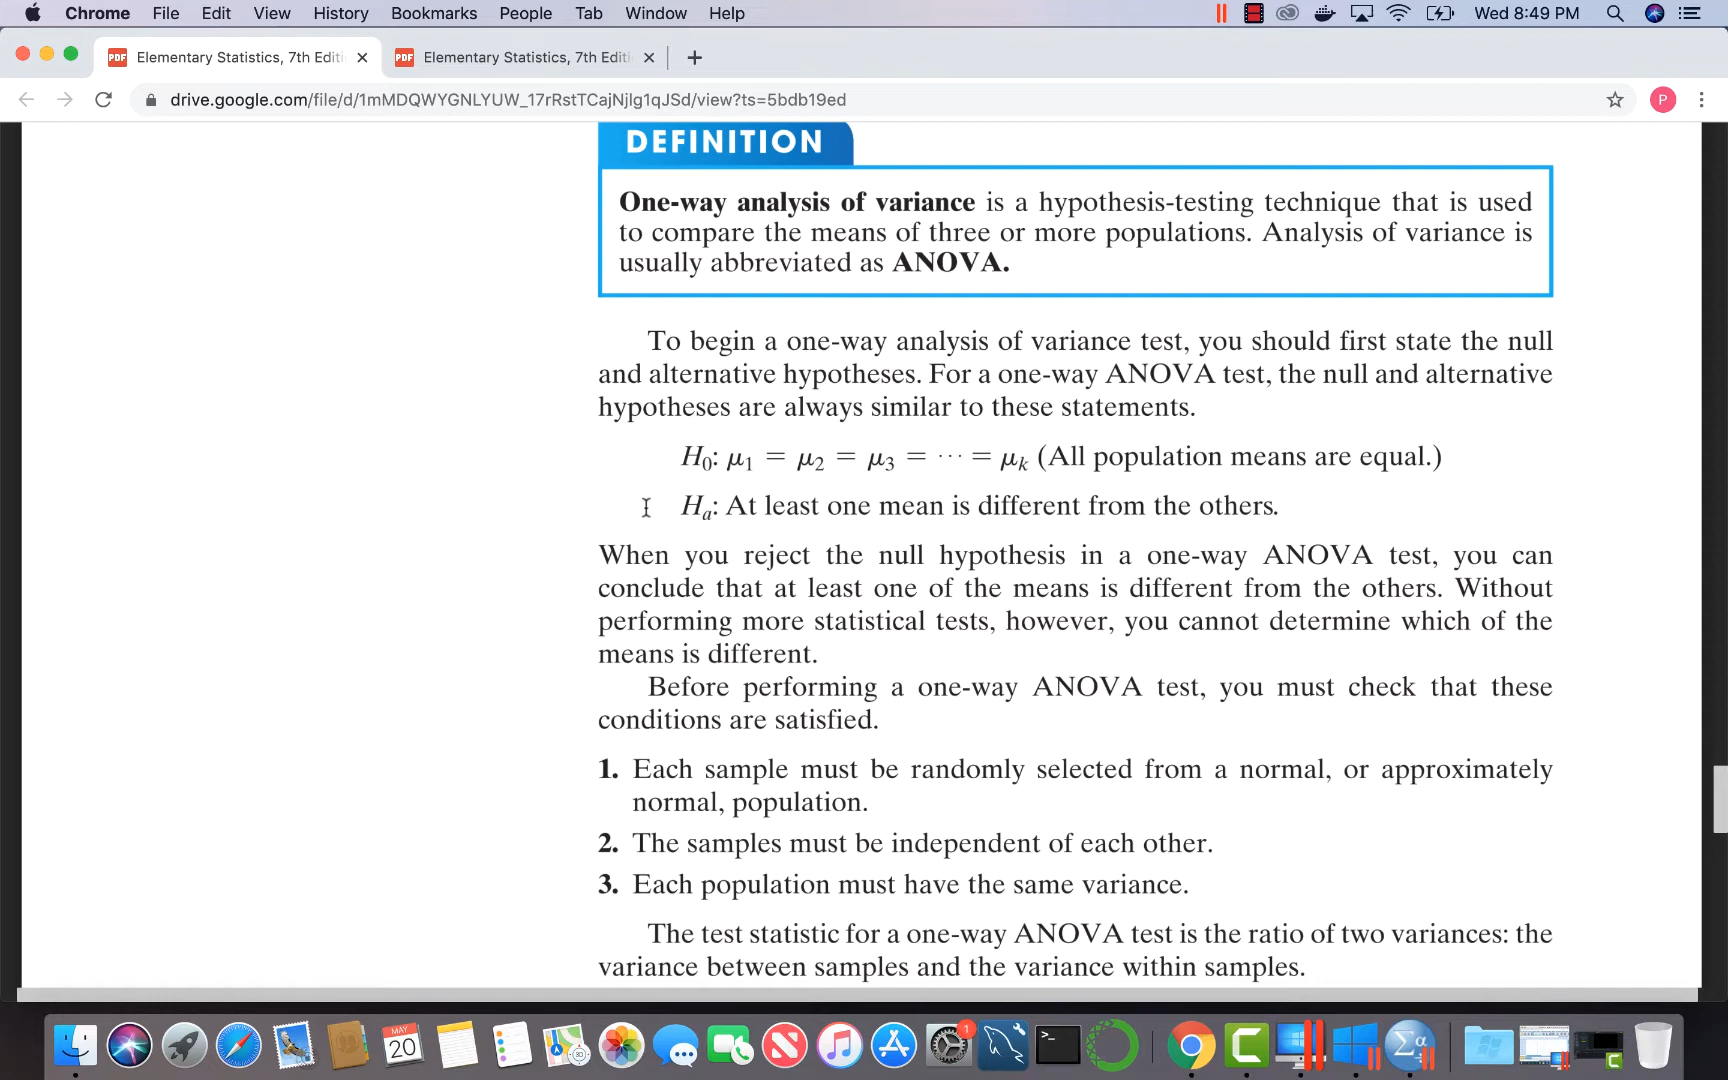 Chrome File Edit View History Bookmarks People Tab Window Help Wed 8:49 PM
PDF Elementary Statistics, 7th Editi PDF Elementary Statistics, 7th Editi
drive.google.com/file/d/1mMDQWYGNLYUW_17rRstTCajNjIg1qJSd/view?ts=5bdb19ed P
DEFINITION
One-way analysis of variance is a hypothesis-testing technique that is used
to compare the means of three or more populations. Analysis of variance is
usually abbreviated as ANOVA.
To begin a one-way analysis of variance test, you should first state the null
and alternative hypotheses. For a one-way ANOVA test, the null and alternative
hypotheses are always similar to these statements.
H₀: μ₁ = μ₂ = μ₃ = ⋯ = μₖ (All population means are equal.)
Hₐ: At least one mean is different from the others.
When you reject the null hypothesis in a one-way ANOVA test, you can
conclude that at least one of the means is different from the others. Without
performing more statistical tests, however, you cannot determine which of the
means is different.
Before performing a one-way ANOVA test, you must check that these
conditions are satisfied.
1. Each sample must be randomly selected from a normal, or approximately
normal, population.
2. The samples must be independent of each other.
3. Each population must have the same variance.
The test statistic for a one-way ANOVA test is the ratio of two variances: the
variance between samples and the variance within samples.
MAY
20
1
Σα